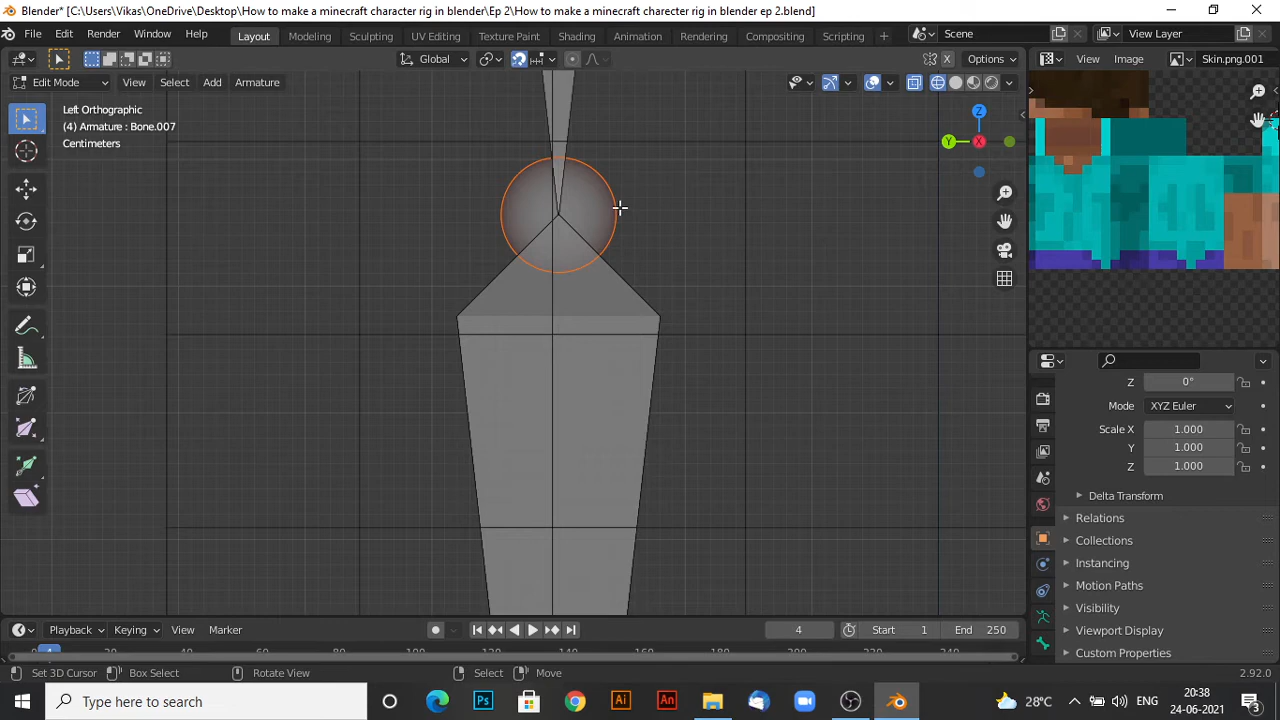 Blender* [C:\Users\Vikas\OneDrive\Desktop\How to make a minecraft character rig in blender\Ep 2\How to make a minecraft charecter rig in blender ep 2.blend]
File Edit Render Window Help Layout Modeling Sculpting UV Editing Texture Paint Shading Animation Rendering Compositing Scripting Scene View Layer
Global X Options View Image Skin.png.001
Edit Mode View Select Add Armature
Left Orthographic
(4) Armature : Bone.007
Centimeters
Z
Y X
Z 0°
Mode XYZ Euler
Scale X 1.000
Y 1.000
Z 1.000
Delta Transform
Relations
Collections
Instancing
Motion Paths
Visibility
Viewport Display
Custom Properties
Playback Keying View Marker 4 Start 1 End 250
4
Set 3D Cursor Box Select Rotate View Select Move 2.92.0
Type here to search Ps Ai An 28°C ENG 20:38
24-06-2021 3